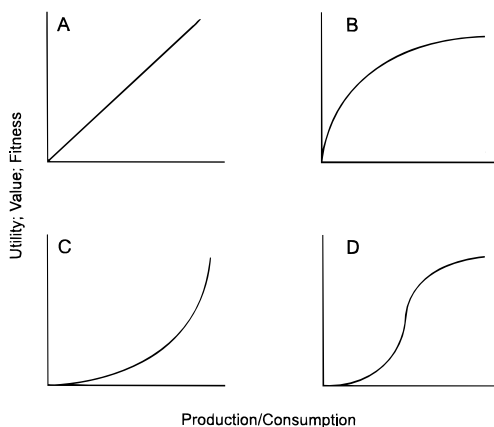 A
B
Utility; Value; Fitness
C
D
Production/Consumption